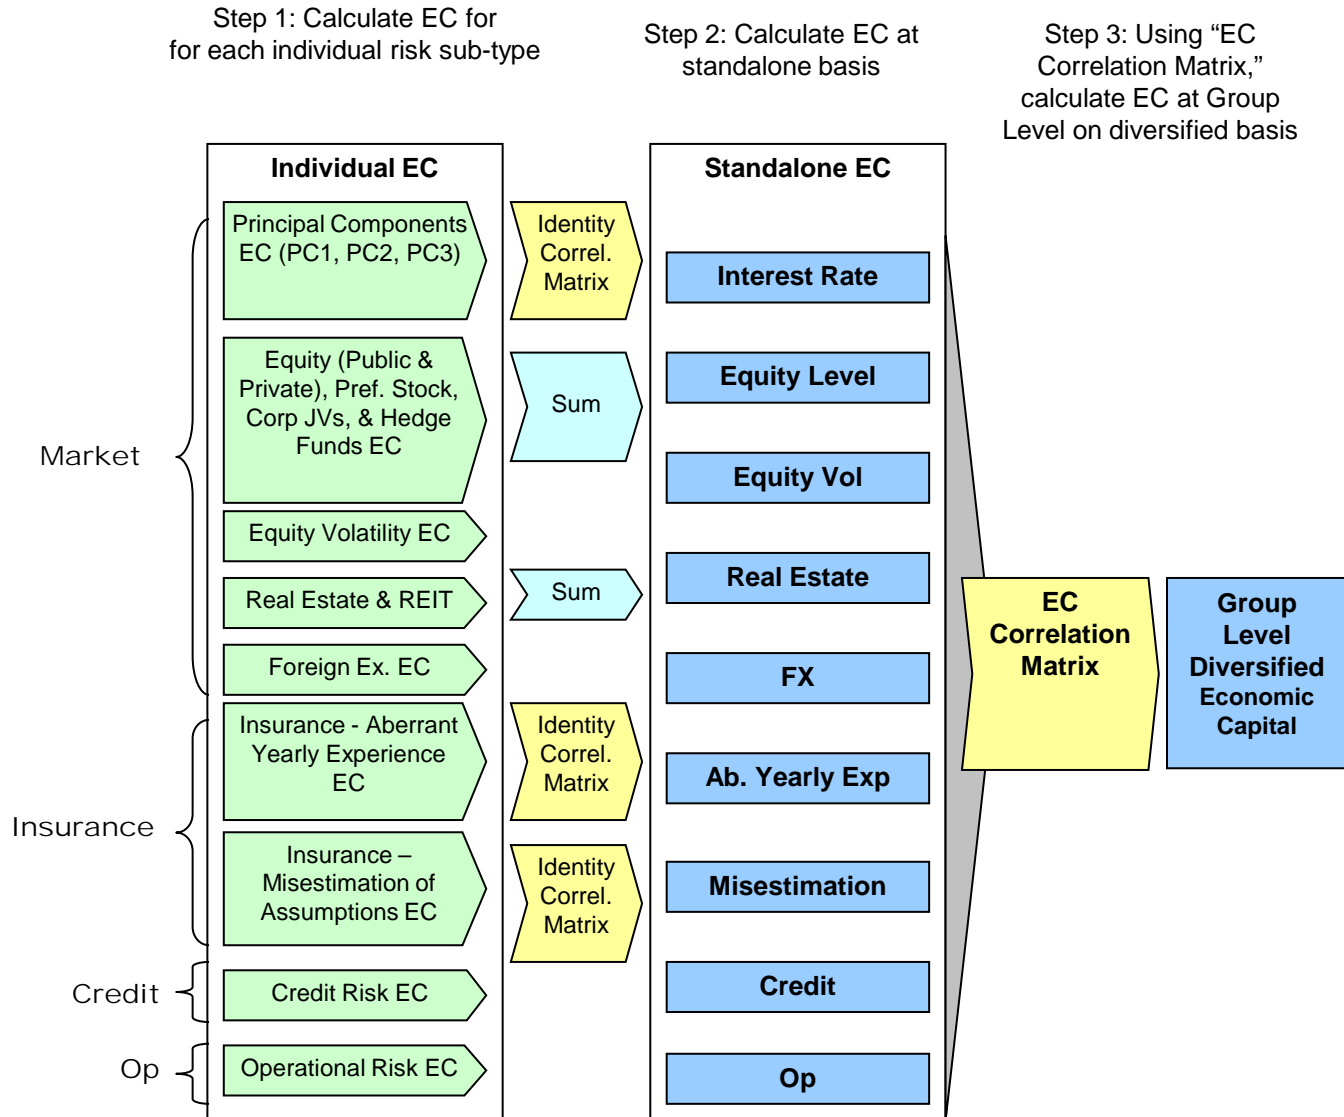 Step 1: Calculate EC for
for each individual risk sub-type
Step 2: Calculate EC at
standalone basis
Step 3: Using “EC
Correlation Matrix,”
calculate EC at Group
Level on diversified basis
Individual EC
Standalone EC
Principal Components
EC (PC1, PC2, PC3)
Identity
Correl.
Matrix
Interest Rate
Equity (Public &
Private), Pref. Stock,
Corp JVs, & Hedge
Funds EC
Sum
Equity Level
Market
Equity Vol
Equity Volatility EC
Real Estate & REIT
Sum
Real Estate
Foreign Ex. EC
FX
EC
Correlation
Matrix
Group
Level
Diversified
Economic
Capital
Insurance - Aberrant
Yearly Experience
EC
Identity
Correl.
Matrix
Ab. Yearly Exp
Insurance
Insurance –
Misestimation of
Assumptions EC
Identity
Correl.
Matrix
Misestimation
Credit
Credit Risk EC
Credit
Op
Operational Risk EC
Op